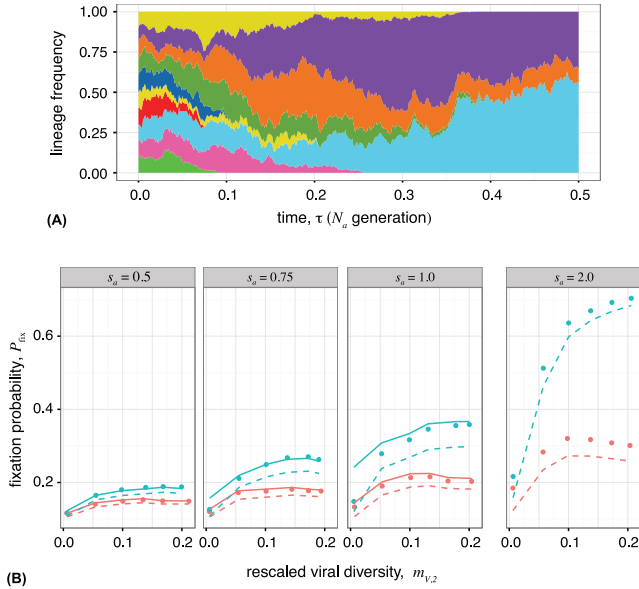 1.00
0.75
0.50
0.25
0.00
lineage frequency
0.0 0.1 0.2 0.3 0.4 0.5
time, τ (Na generation)
(A)
sa = 0.5 sa = 0.75 sa = 1.0 sa = 2.0
0.6
0.4
0.2
fixation probability, Pfix
0.0 0.1 0.2 0.0 0.1 0.2 0.0 0.1 0.2 0.0 0.1 0.2
rescaled viral diversity, mV,2
(B)